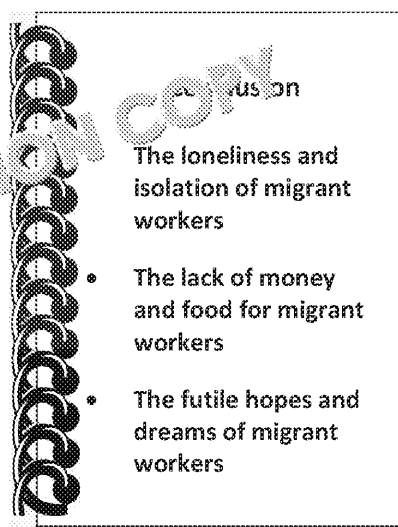 COPY
The loneliness and
isolation of migrant
workers
• The lack of money
and food for migrant
workers
• The futile hopes and
dreams of migrant
workers